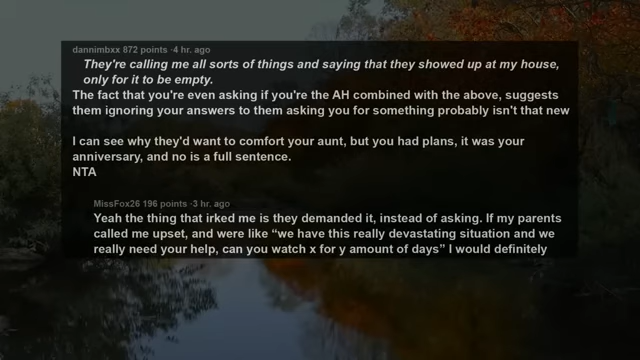 dannimbxx 872 points ·4 hr. ago
They're calling me all sorts of things and saying that they showed up at my house,
only for it to be empty.
The fact that you're even asking if you're the AH combined with the above, suggests
them ignoring your answers to them asking you for something probably isn't that new
I can see why they'd want to comfort your aunt, but you had plans, it was your
anniversary, and no is a full sentence.
NTA
MissFox26 196 points ·3 hr. ago
Yeah the thing that irked me is they demanded it, instead of asking. If my parents
called me upset, and were like “we have this really devastating situation and we
really need your help, can you watch x for y amount of days” I would definitely